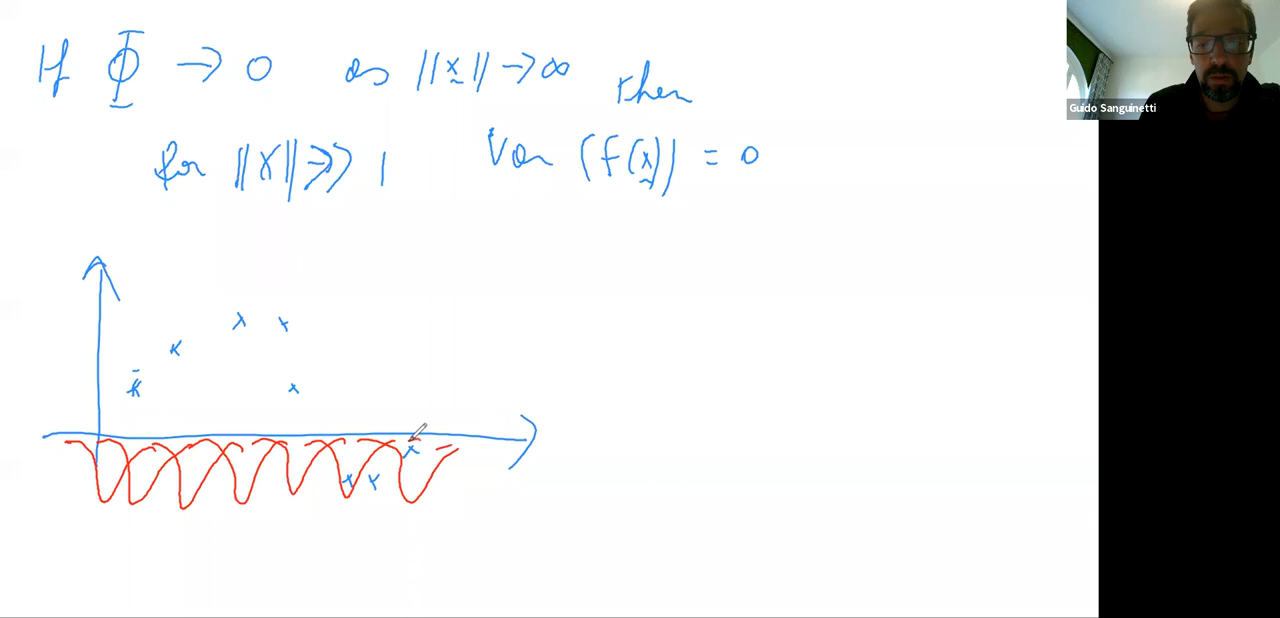 If Φ → 0 as ||x̰|| → ∞ then
for ||x|| >> 1 Var (f(x̰)) = 0
Guido Sanguinetti